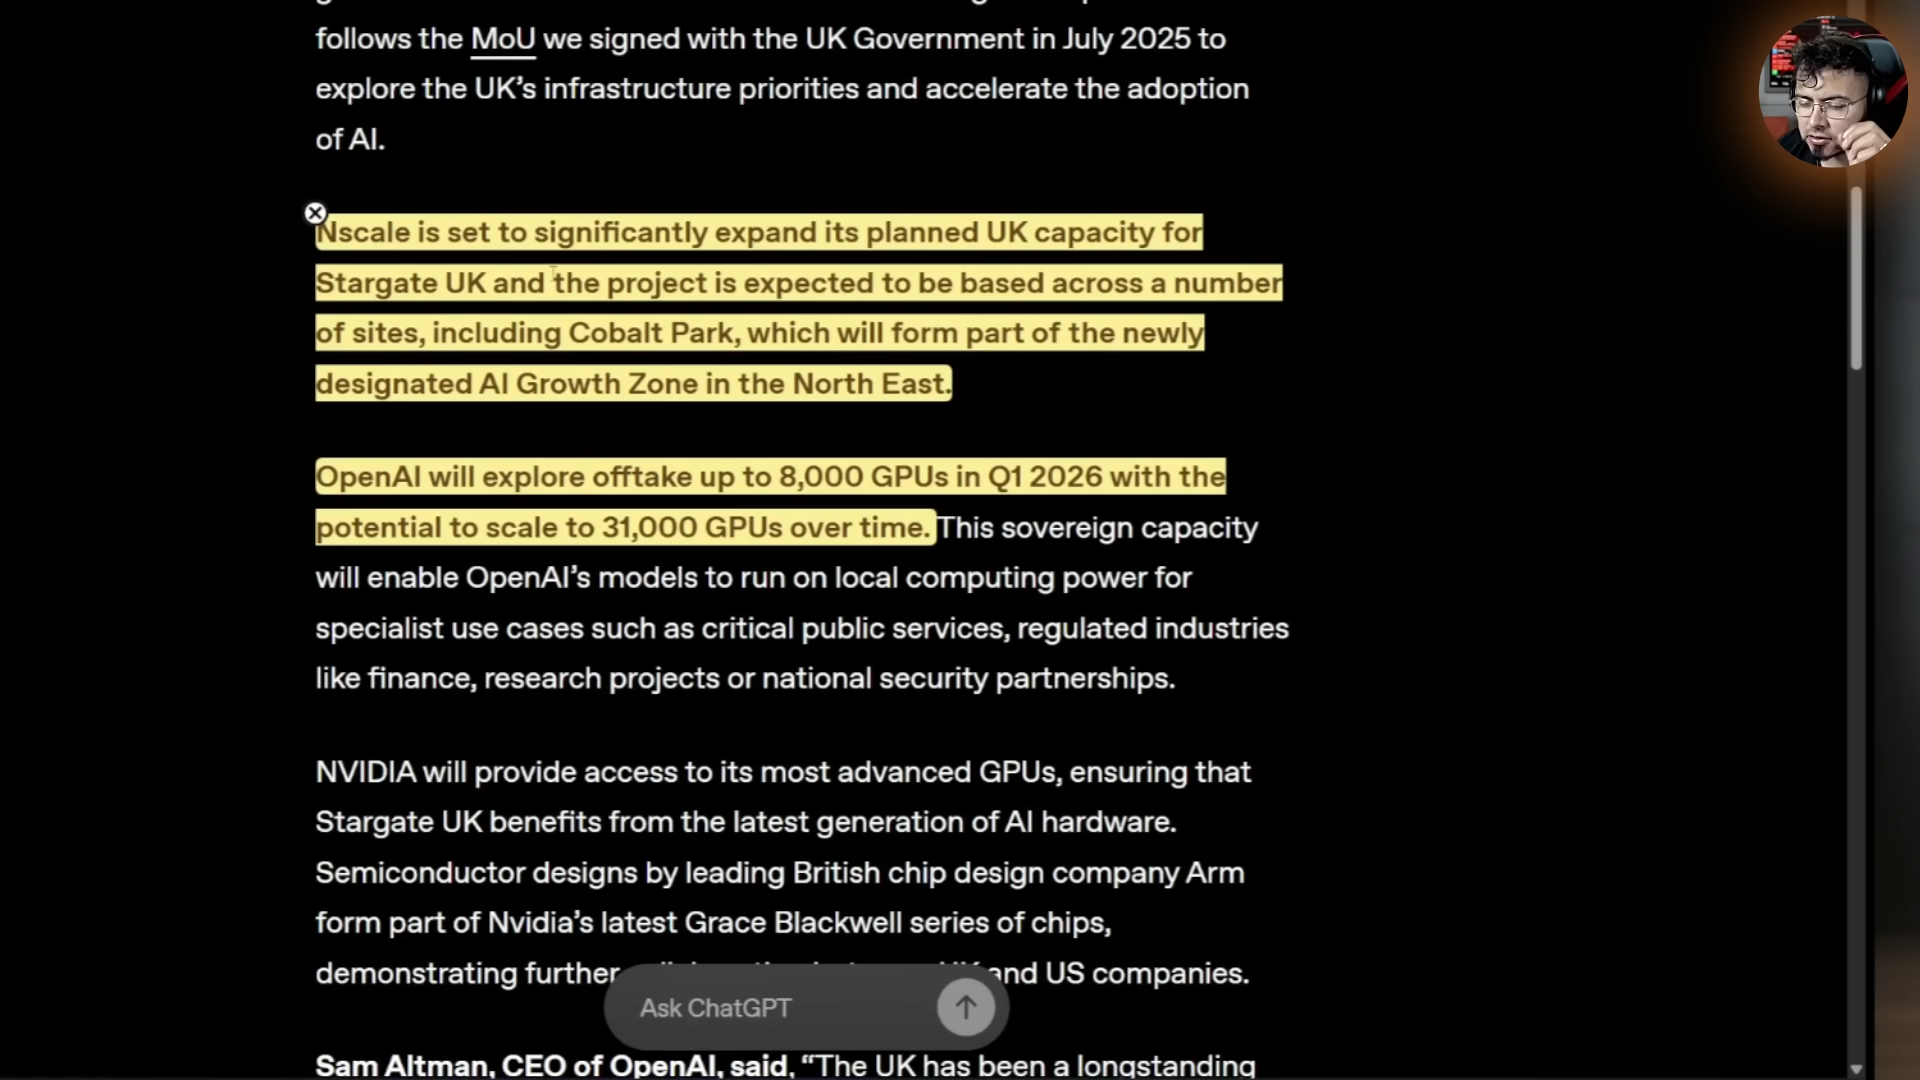 follows the MoU we signed with the UK Government in July 2025 to
explore the UK’s infrastructure priorities and accelerate the adoption
of AI.
Nscale is set to significantly expand its planned UK capacity for
Stargate UK and the project is expected to be based across a number
of sites, including Cobalt Park, which will form part of the newly
designated AI Growth Zone in the North East.
OpenAI will explore offtake up to 8,000 GPUs in Q1 2026 with the
potential to scale to 31,000 GPUs over time. This sovereign capacity
will enable OpenAI’s models to run on local computing power for
specialist use cases such as critical public services, regulated industries
like finance, research projects or national security partnerships.
NVIDIA will provide access to its most advanced GPUs, ensuring that
Stargate UK benefits from the latest generation of AI hardware.
Semiconductor designs by leading British chip design company Arm
form part of Nvidia’s latest Grace Blackwell series of chips,
demonstrating further and US companies.
Ask ChatGPT
Sam Altman, CEO of OpenAI, said, “The UK has been a longstanding